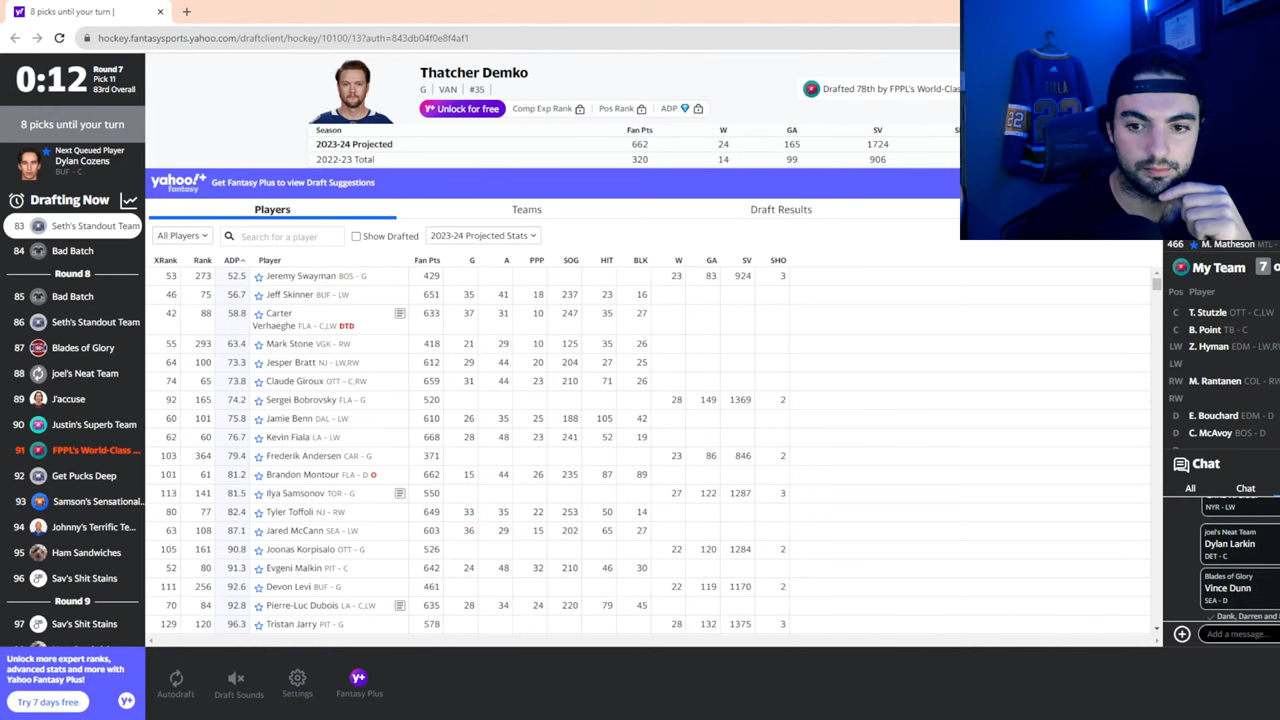 8 picks until your turn |
hockey.fantasysports.yahoo.com/draftclient/hockey/10100/13?auth=843db04f0e8f4af1
0:12
Round 7
Pick 11
83rd Overall
8 picks until your turn
Next Queued Player
Dylan Cozens
BUF - C
Drafting Now
83 Seth's Standout Team
84 Bad Batch
Round 8
85 Bad Batch
86 Seth's Standout Team
87 Blades of Glory
88 joel's Neat Team
89 J'accuse
90 Justin's Superb Team
91 FPPL's World-Class ...
92 Get Pucks Deep
93 Samson's Sensational...
94 Johnny's Terrific Te...
95 Ham Sandwiches
96 Sav's Shit Stains
Round 9
97 Sav's Shit Stains
Unlock more expert ranks, advanced stats and more with Yahoo Fantasy Plus!
Try 7 days free
y+
Thatcher Demko
G | VAN | #35
y+ Unlock for free Comp Exp Rank Pos Rank ADP
Drafted 78th by FPPL's World-Clas
Season Fan Pts W GA SV
2023-24 Projected 662 24 165 1724
2022-23 Total 320 14 99 906
yahoo!+ fantasy Get Fantasy Plus to view Draft Suggestions
Players Teams Draft Results
All Players Search for a player Show Drafted 2023-24 Projected Stats
XRank Rank ADP Player Fan Pts G A PPP SOG HIT BLK W GA SV SHO
53 273 52.5 Jeremy Swayman BOS - G 429 23 83 924 3
46 75 56.7 Jeff Skinner BUF - LW 651 35 41 18 237 23 16
42 88 58.8 Carter Verhaeghe FLA - C,LW DTD 633 37 31 10 247 35 27
55 293 63.4 Mark Stone VGK - RW 418 21 29 10 125 35 26
64 100 73.3 Jesper Bratt NJ - LW,RW 612 29 44 20 204 27 25
74 65 73.8 Claude Giroux OTT - C,RW 659 31 44 23 210 71 26
92 165 74.2 Sergei Bobrovsky FLA - G 520 28 149 1369 2
60 101 75.8 Jamie Benn DAL - LW 610 26 35 25 188 105 42
62 60 76.7 Kevin Fiala LA - LW 668 28 48 23 241 52 19
103 364 79.4 Frederik Andersen CAR - G 371 23 86 846 2
101 61 81.2 Brandon Montour FLA - D O 662 15 44 26 235 87 89
113 141 81.5 Ilya Samsonov TOR - G 550 27 122 1287 3
80 77 82.4 Tyler Toffoli NJ - RW 649 33 35 22 253 50 14
63 108 87.1 Jared McCann SEA - LW 603 36 29 15 202 65 27
105 161 90.8 Joonas Korpisalo OTT - G 526 22 120 1284 2
52 80 91.3 Evgeni Malkin PIT - C 642 24 48 32 210 46 30
111 256 92.6 Devon Levi BUF - G 461 22 119 1170 2
70 84 92.8 Pierre-Luc Dubois LA - C,LW 635 28 36 24 220 79 45
129 120 96.3 Tristan Jarry PIT - G 578 28 132 1375 3
Autodraft Draft Sounds Settings Fantasy Plus
466 M. Matheson MTL -
My Team 7 o
Pos Player
C T. Stutzle OTT - C,LW
C B. Point TB - C
LW Z. Hyman EDM - LW,RW
LW
RW M. Rantanen COL - RW
RW
D E. Bouchard EDM - D
D C. McAvoy BOS - D
Chat
All Chat
NYR - LW
joel's Neat Team
Dylan Larkin
DET - C
Blades of Glory
Vince Dunn
SEA - D
Dank, Darren and
Add a message...